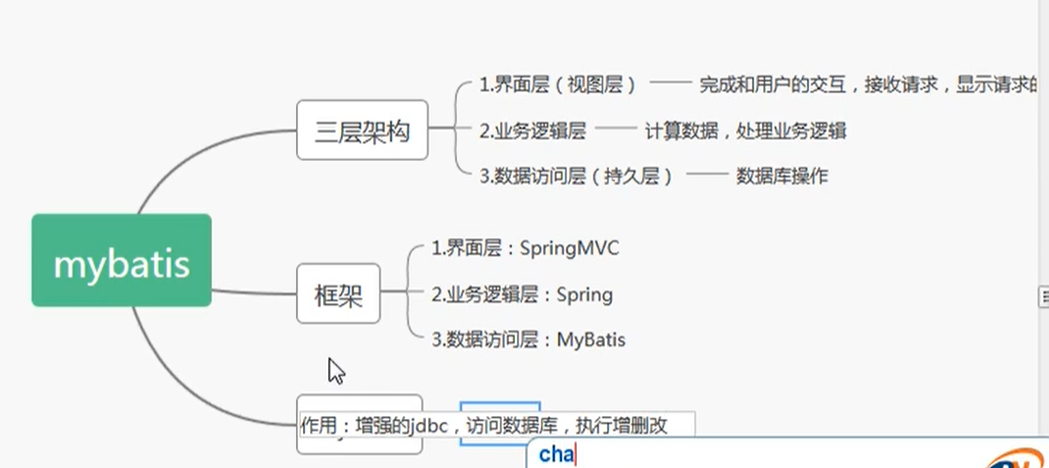 1.界面层（视图层）
完成和用户的交互，接收请求，显示请求的
三层架构
2.业务逻辑层
计算数据，处理业务逻辑
3.数据访问层（持久层）
数据库操作
mybatis
1.界面层：SpringMVC
框架
2.业务逻辑层：Spring
3.数据访问层：MyBatis
作用：增强的jdbc，访问数据库，执行增删改
cha